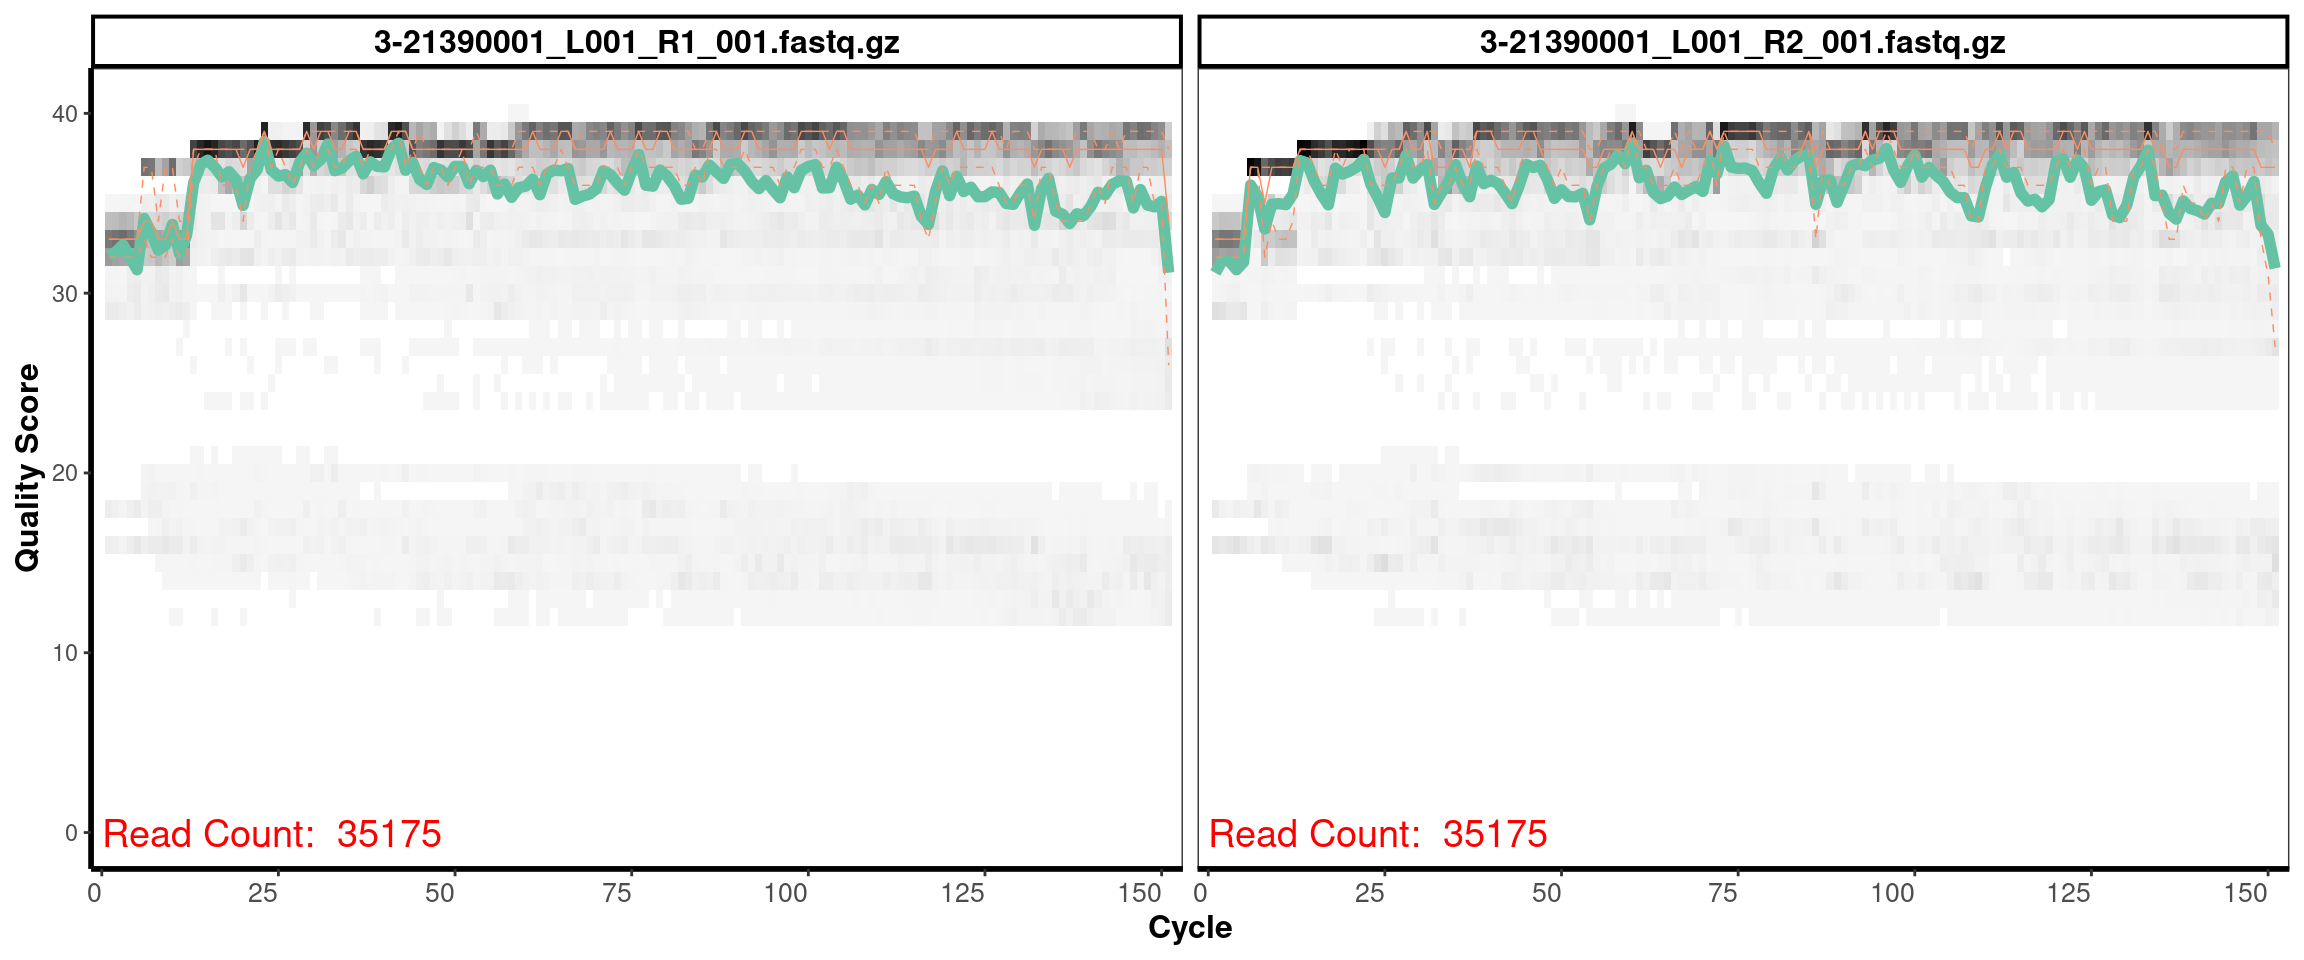 3-21390001_L001_R1_001.fastq.gz
3-21390001_L001_R2_001.fastq.gz
Quality Score
40
30
20
10
0
Read Count: 35175
Read Count: 35175
0 25 50 75 100 125 150
0 25 50 75 100 125 150
Cycle